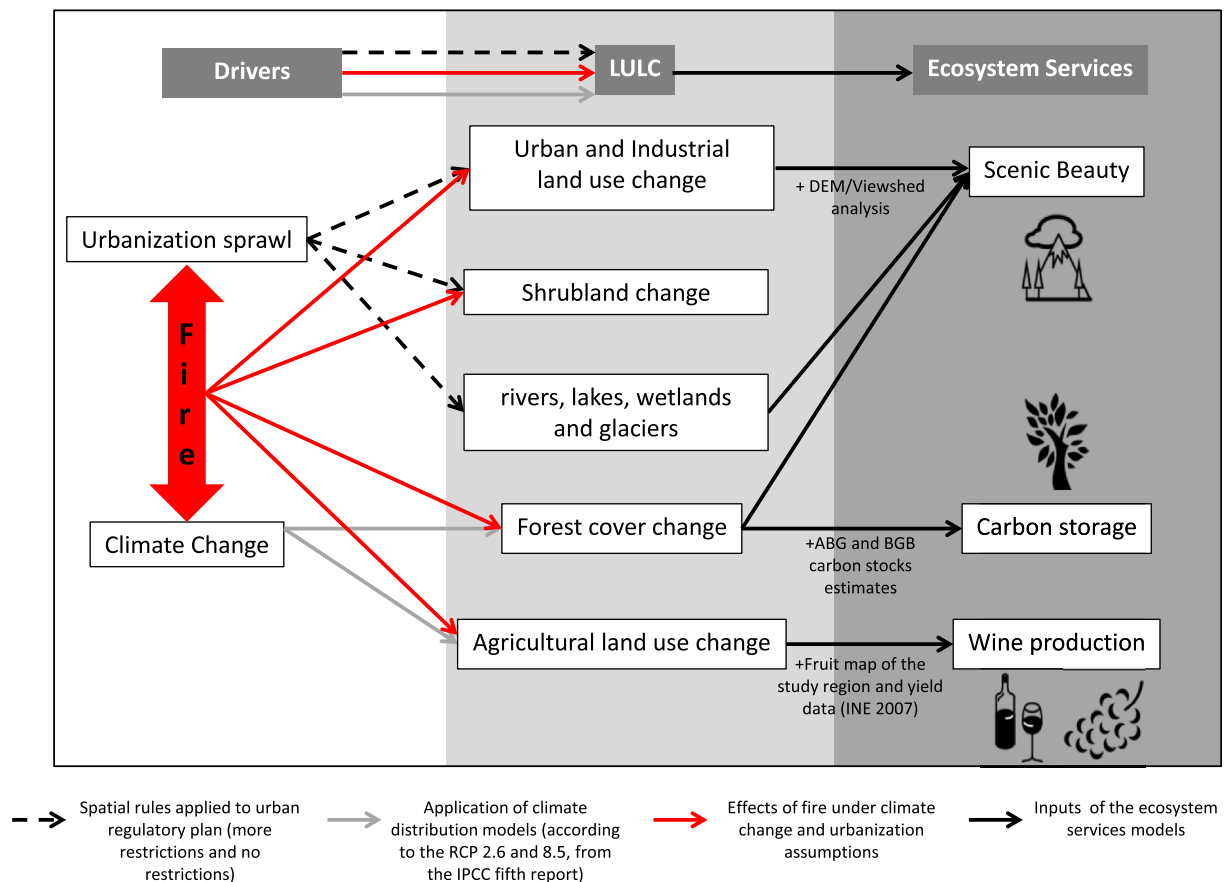 Drivers
LULC
Ecosystem Services
Urban and Industrial
land use change
Scenic Beauty
+ DEM/Viewshed
analysis
Urbanization sprawl
Shrubland change
Fire
rivers, lakes, wetlands
and glaciers
Climate Change
Forest cover change
Carbon storage
+ABG and BGB
carbon stocks
estimates
Agricultural land use change
Wine production
+Fruit map of the
study region and yield
data (INE 2007)
Spatial rules applied to urban
regulatory plan (more
restrictions and no
restrictions)
Application of climate
distribution models (according
to the RCP 2.6 and 8.5, from
the IPCC fifth report)
Effects of fire under climate
change and urbanization
assumptions
Inputs of the ecosystem
services models